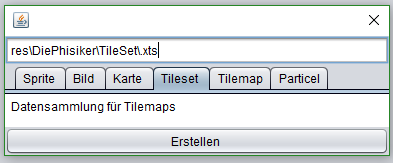 res\DiePhisiker\TileSet\.xts
Sprite Bild Karte Tileset Tilemap Particel
Datensammlung für Tilemaps
Erstellen